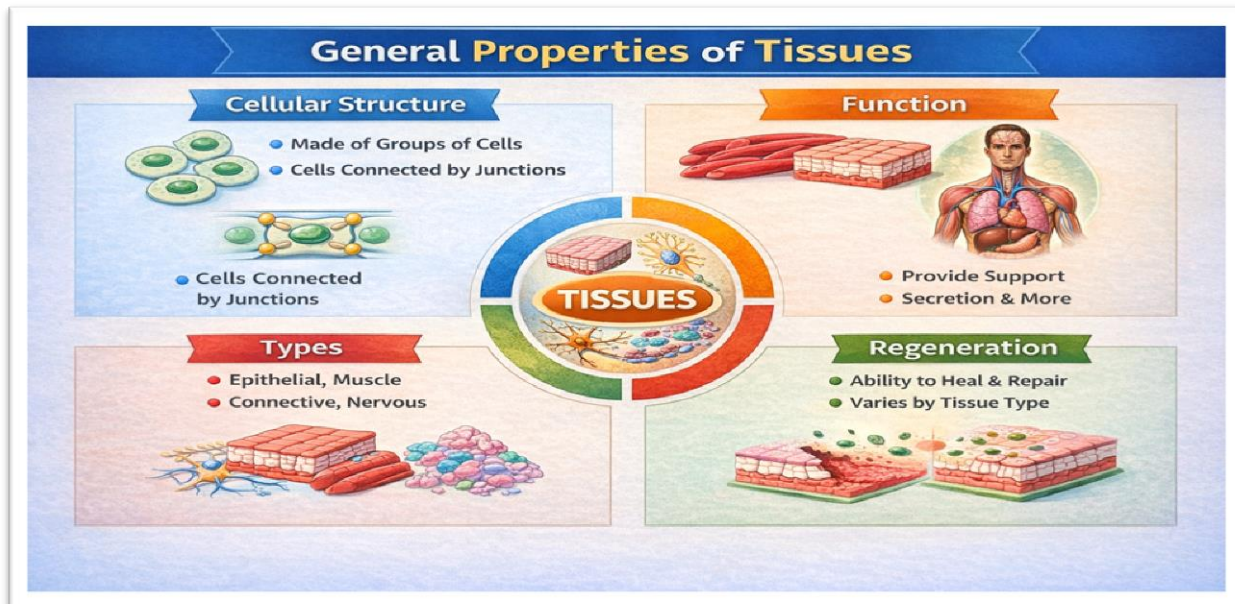 General Properties of Tissues
Cellular Structure
Made of Groups of Cells
Cells Connected by Junctions
Cells Connected
by Junctions
Function
Provide Support
Secretion & More
TISSUES
Types
Epithelial, Muscle
Connective, Nervous
Regeneration
Ability to Heal & Repair
Varies by Tissue Type